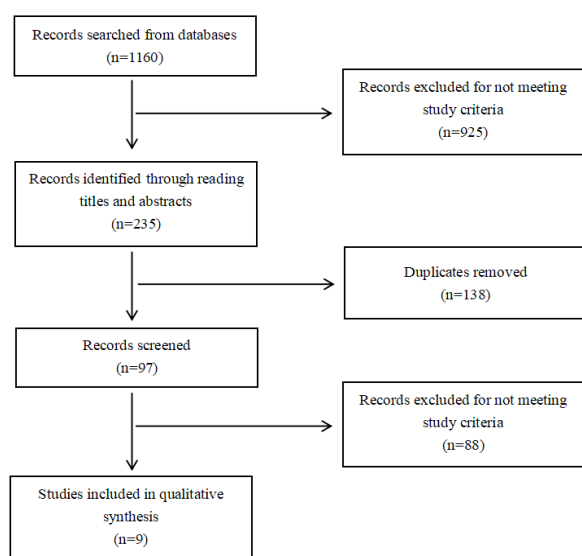 Records searched from databases
(n=1160)
Records excluded for not meeting
study criteria
(n=925)
Records identified through reading
titles and abstracts
(n=235)
Duplicates removed
(n=138)
Records screened
(n=97)
Records excluded for not meeting
study criteria
(n=88)
Studies included in qualitative
synthesis
(n=9)